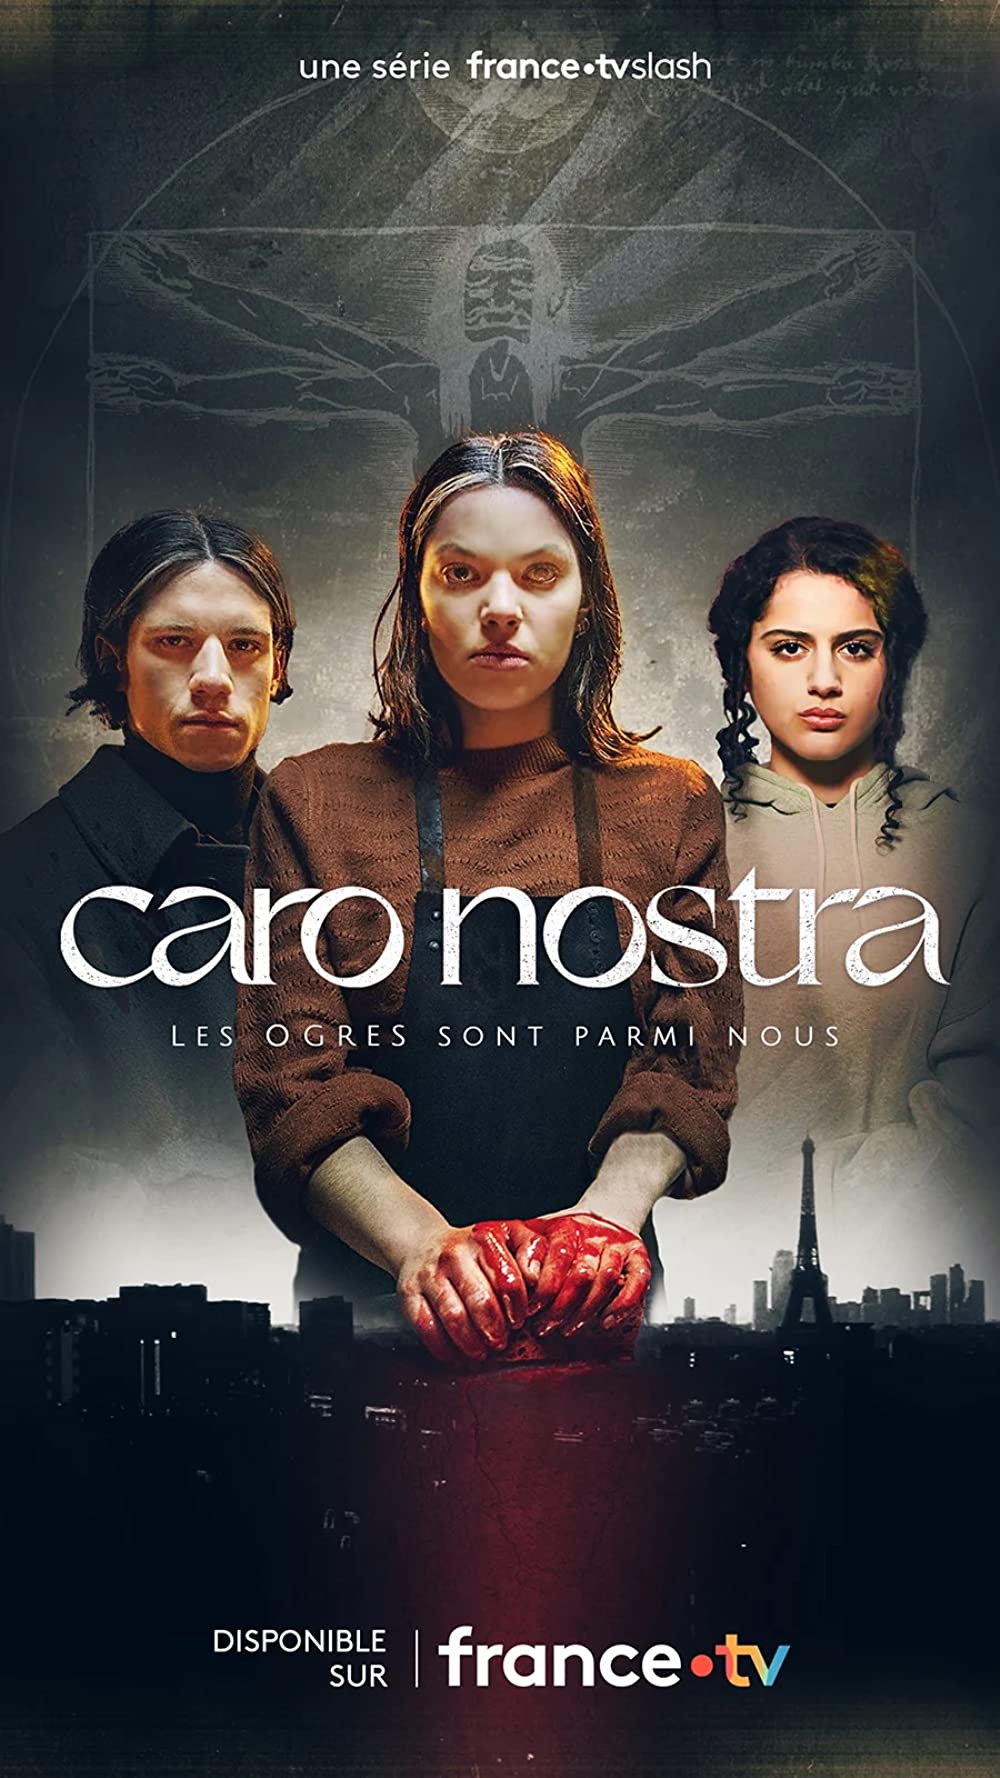 une série france•tvslash
caro nostra
LES OGRES SONT PARMI NOUS
DISPONIBLE
SUR
france•tv